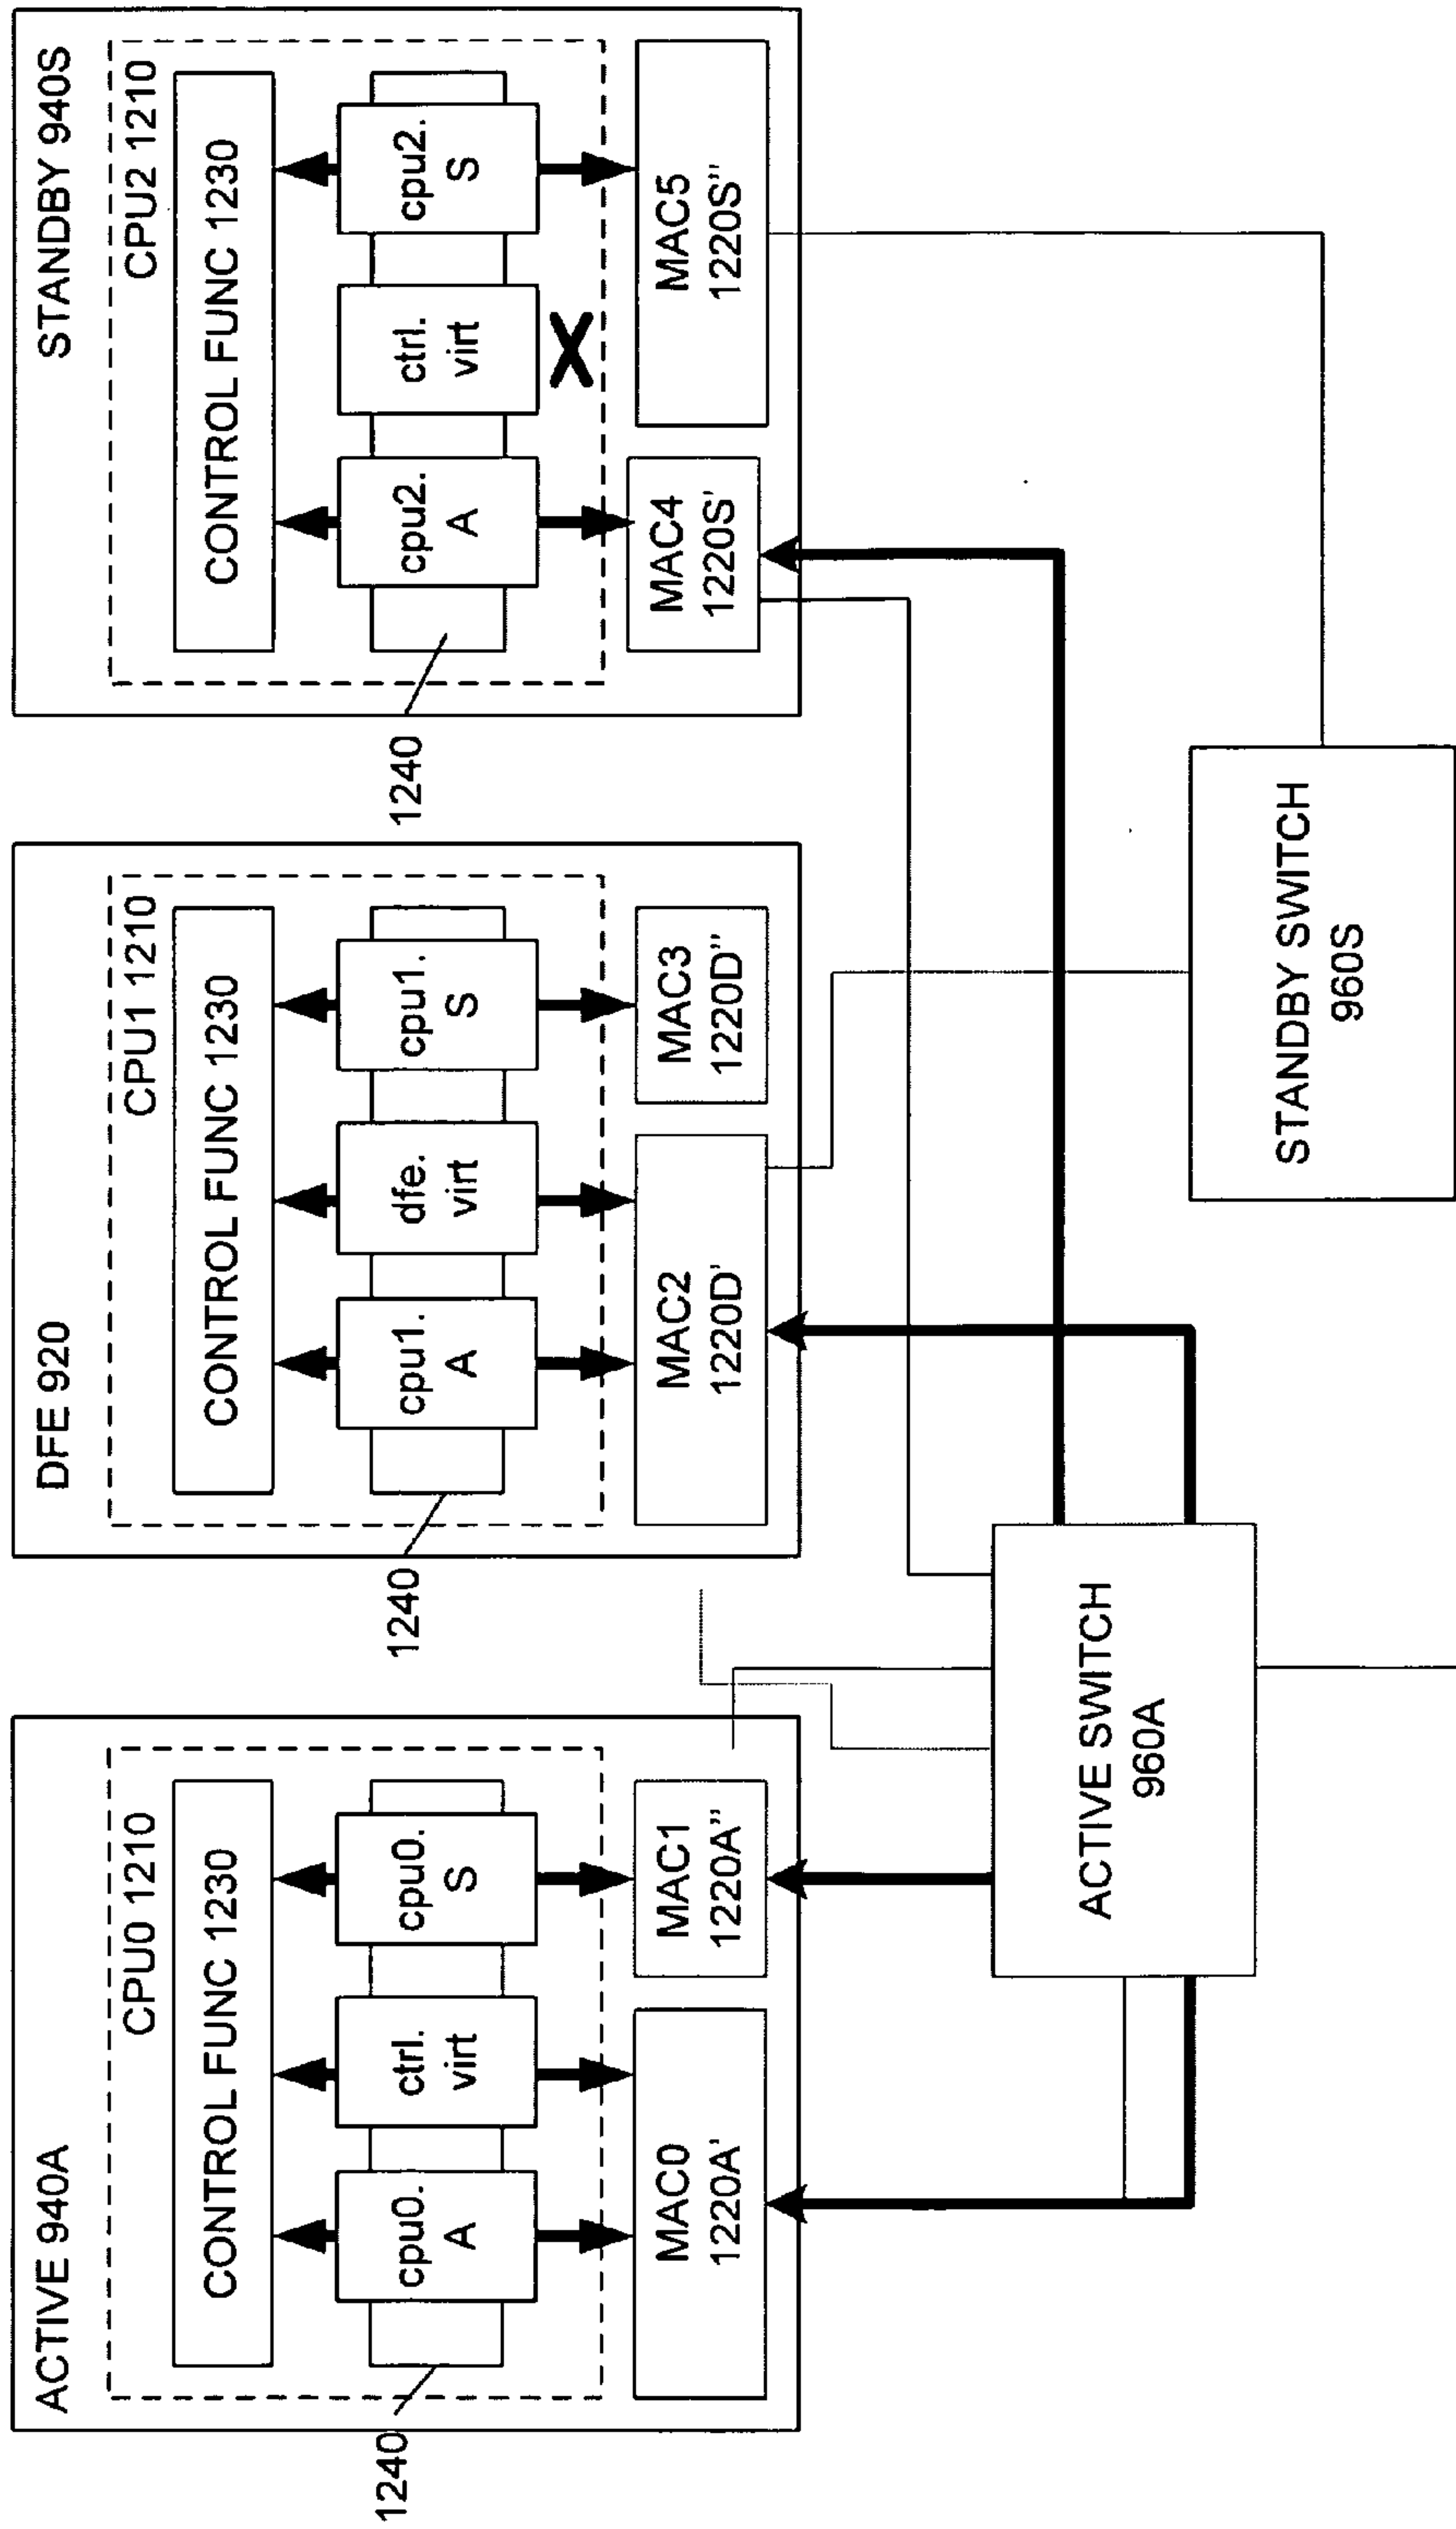 ACTIVE 940A
CPU0 1210
CONTROL FUNC 1230
cpu0.
A
ctrl.
virt
cpu0.
S
1240
MAC0
1220A'
MAC1
1220A"
DFE 920
CPU1 1210
CONTROL FUNC 1230
cpu1.
A
dfe.
virt
cpu1.
S
1240
MAC2
1220D'
MAC3
1220D"
STANDBY 940S
CPU2 1210
CONTROL FUNC 1230
cpu2.
A
ctrl.
virt
cpu2.
S
X
1240
MAC4
1220S'
MAC5
1220S"
ACTIVE SWITCH
960A
STANDBY SWITCH
960S